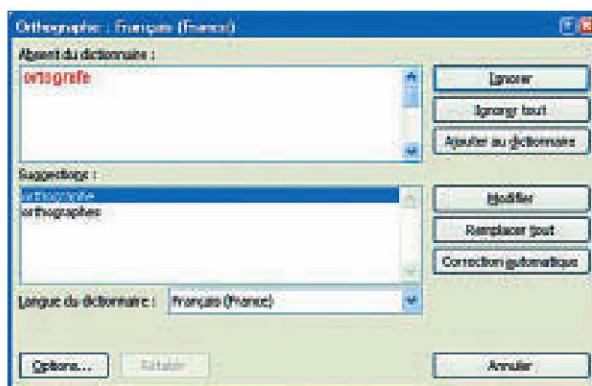 Orthographe : Français (France)
Absent du dictionnaire :
ortografe
Ignorer
Ignorer tout
Ajouter au dictionnaire
Suggestions :
orthographe
orthographes
Modifier
Remplacer tout
Correction automatique
Langue du dictionnaire :
Français (France)
Options...
Rétablir
Annuler